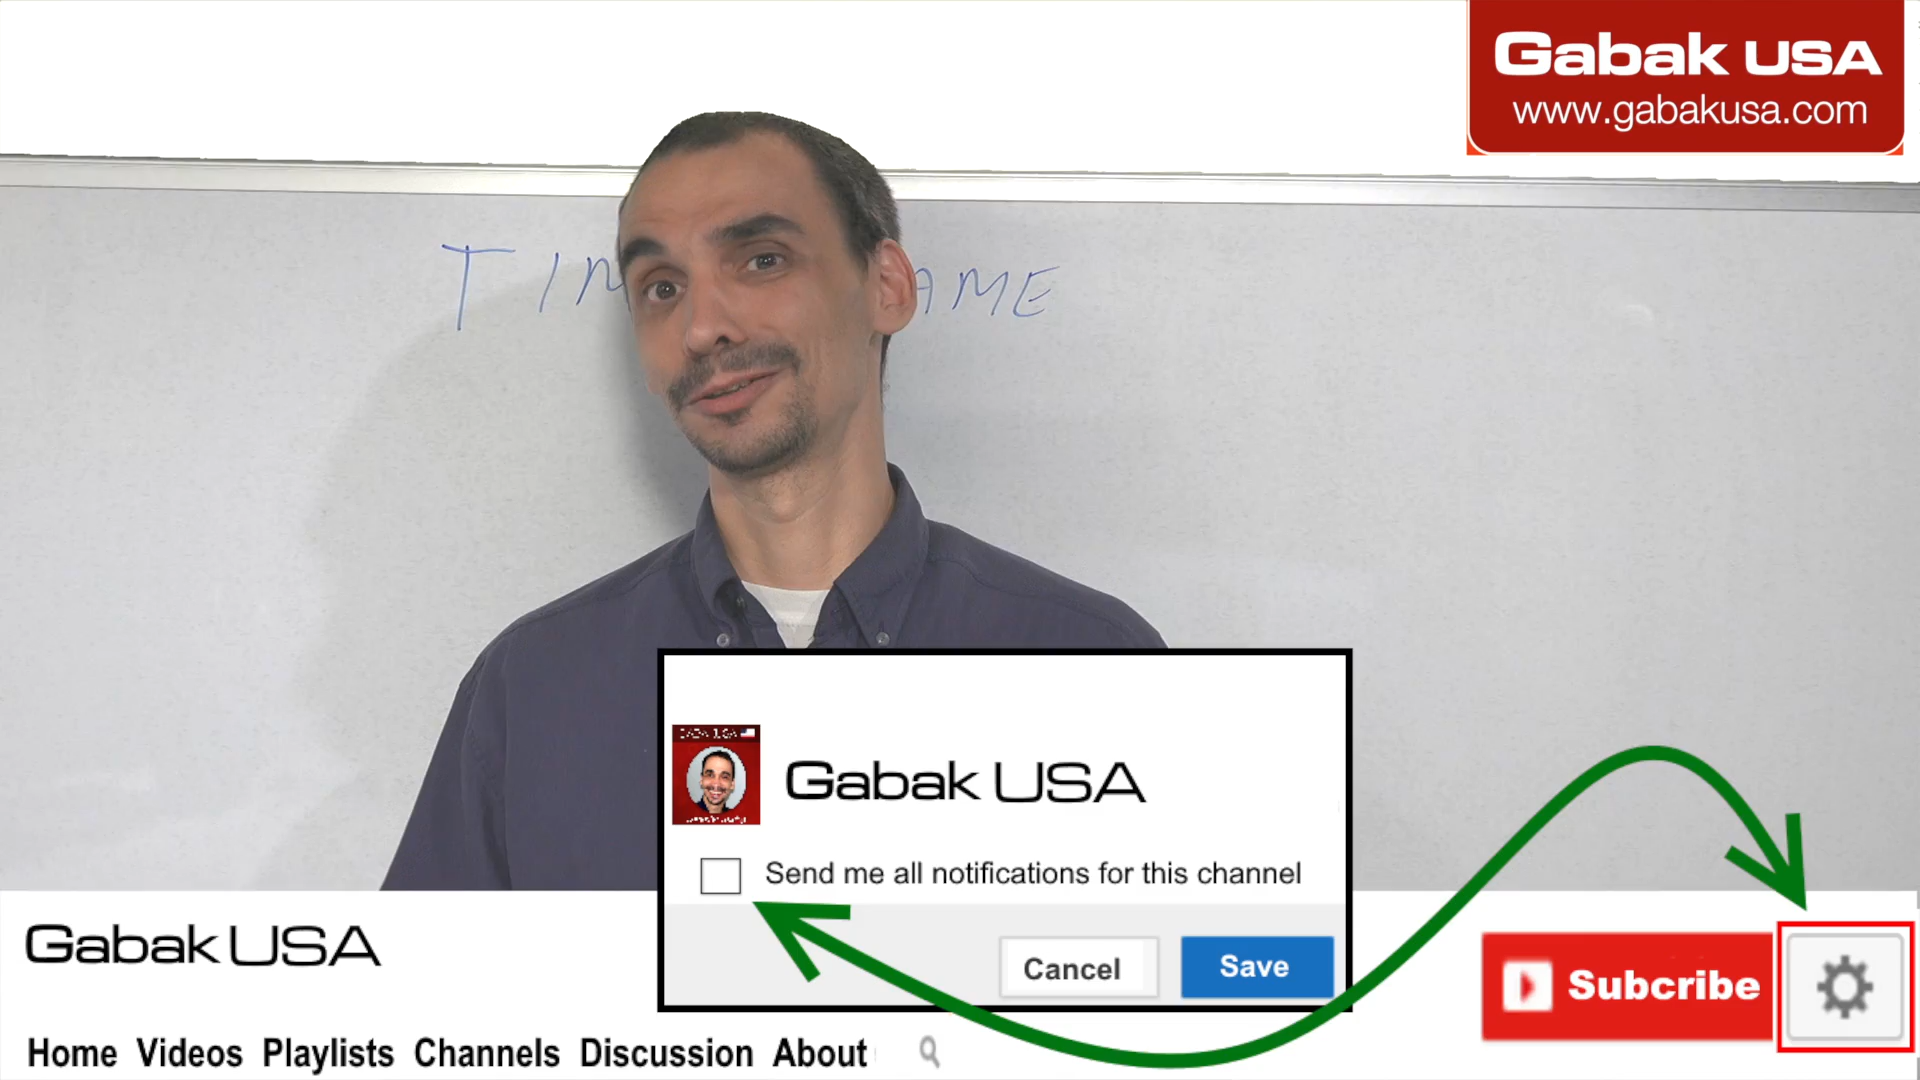 Gabak USA
www.gabakusa.com
TIM AME
Gabak USA
Send me all notifications for this channel
Cancel
Save
Gabak USA
Subcribe
Home Videos Playlists Channels Discussion About